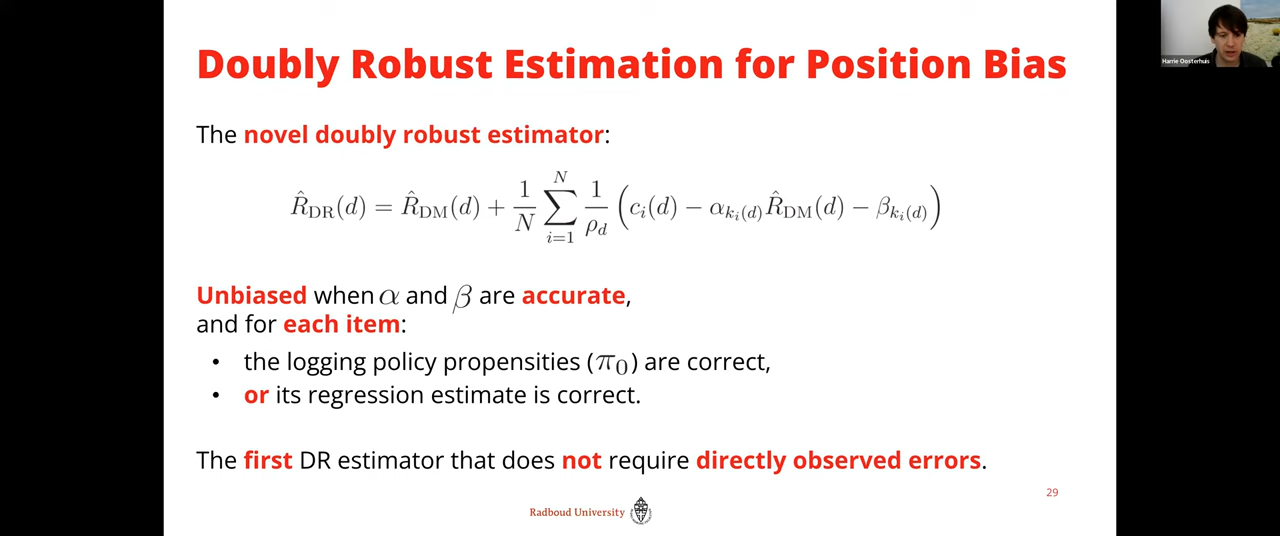 Doubly Robust Estimation for Position Bias
Harrie Oosterhuis
The novel doubly robust estimator:
R̂_DR(d) = R̂_DM(d) + 1/N ∑_{i=1}^{N} 1/ρ_d (c_i(d) − α_{k_i(d)} R̂_DM(d) − β_{k_i(d)})
Unbiased when α and β are accurate,
and for each item:
• the logging policy propensities (π₀) are correct,
• or its regression estimate is correct.
The first DR estimator that does not require directly observed errors.
29
Radboud University